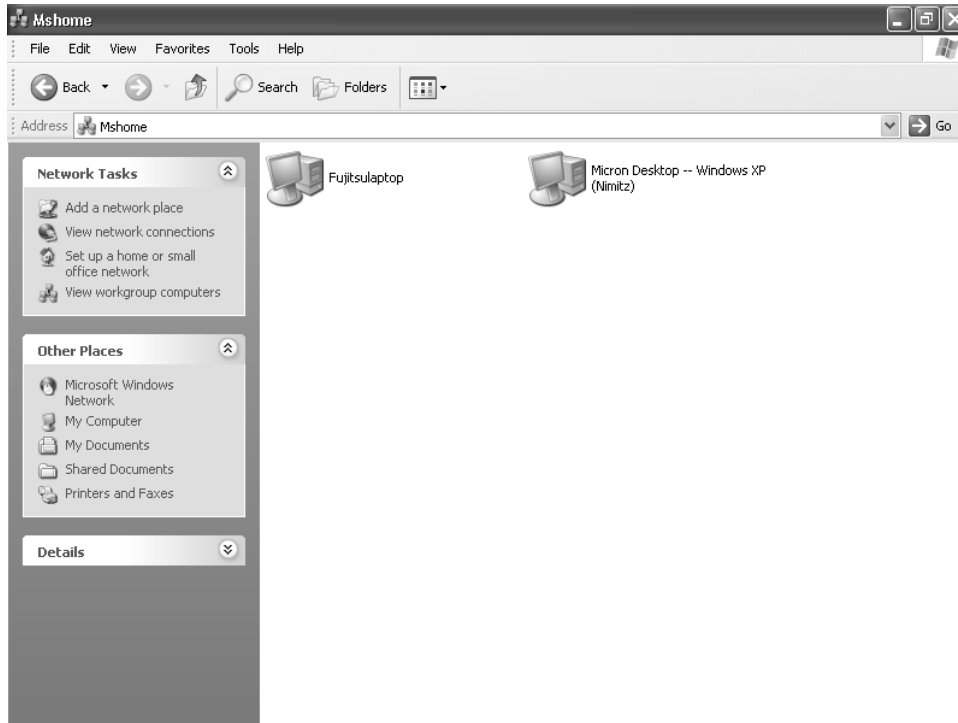 Mshome
File Edit View Favorites Tools Help
Back Search Folders
Address Mshome Go
Network Tasks
Add a network place
View network connections
Set up a home or small
office network
View workgroup computers
Other Places
Microsoft Windows
Network
My Computer
My Documents
Shared Documents
Printers and Faxes
Details
Fujitsulaptop
Micron Desktop -- Windows XP
(Nimitz)